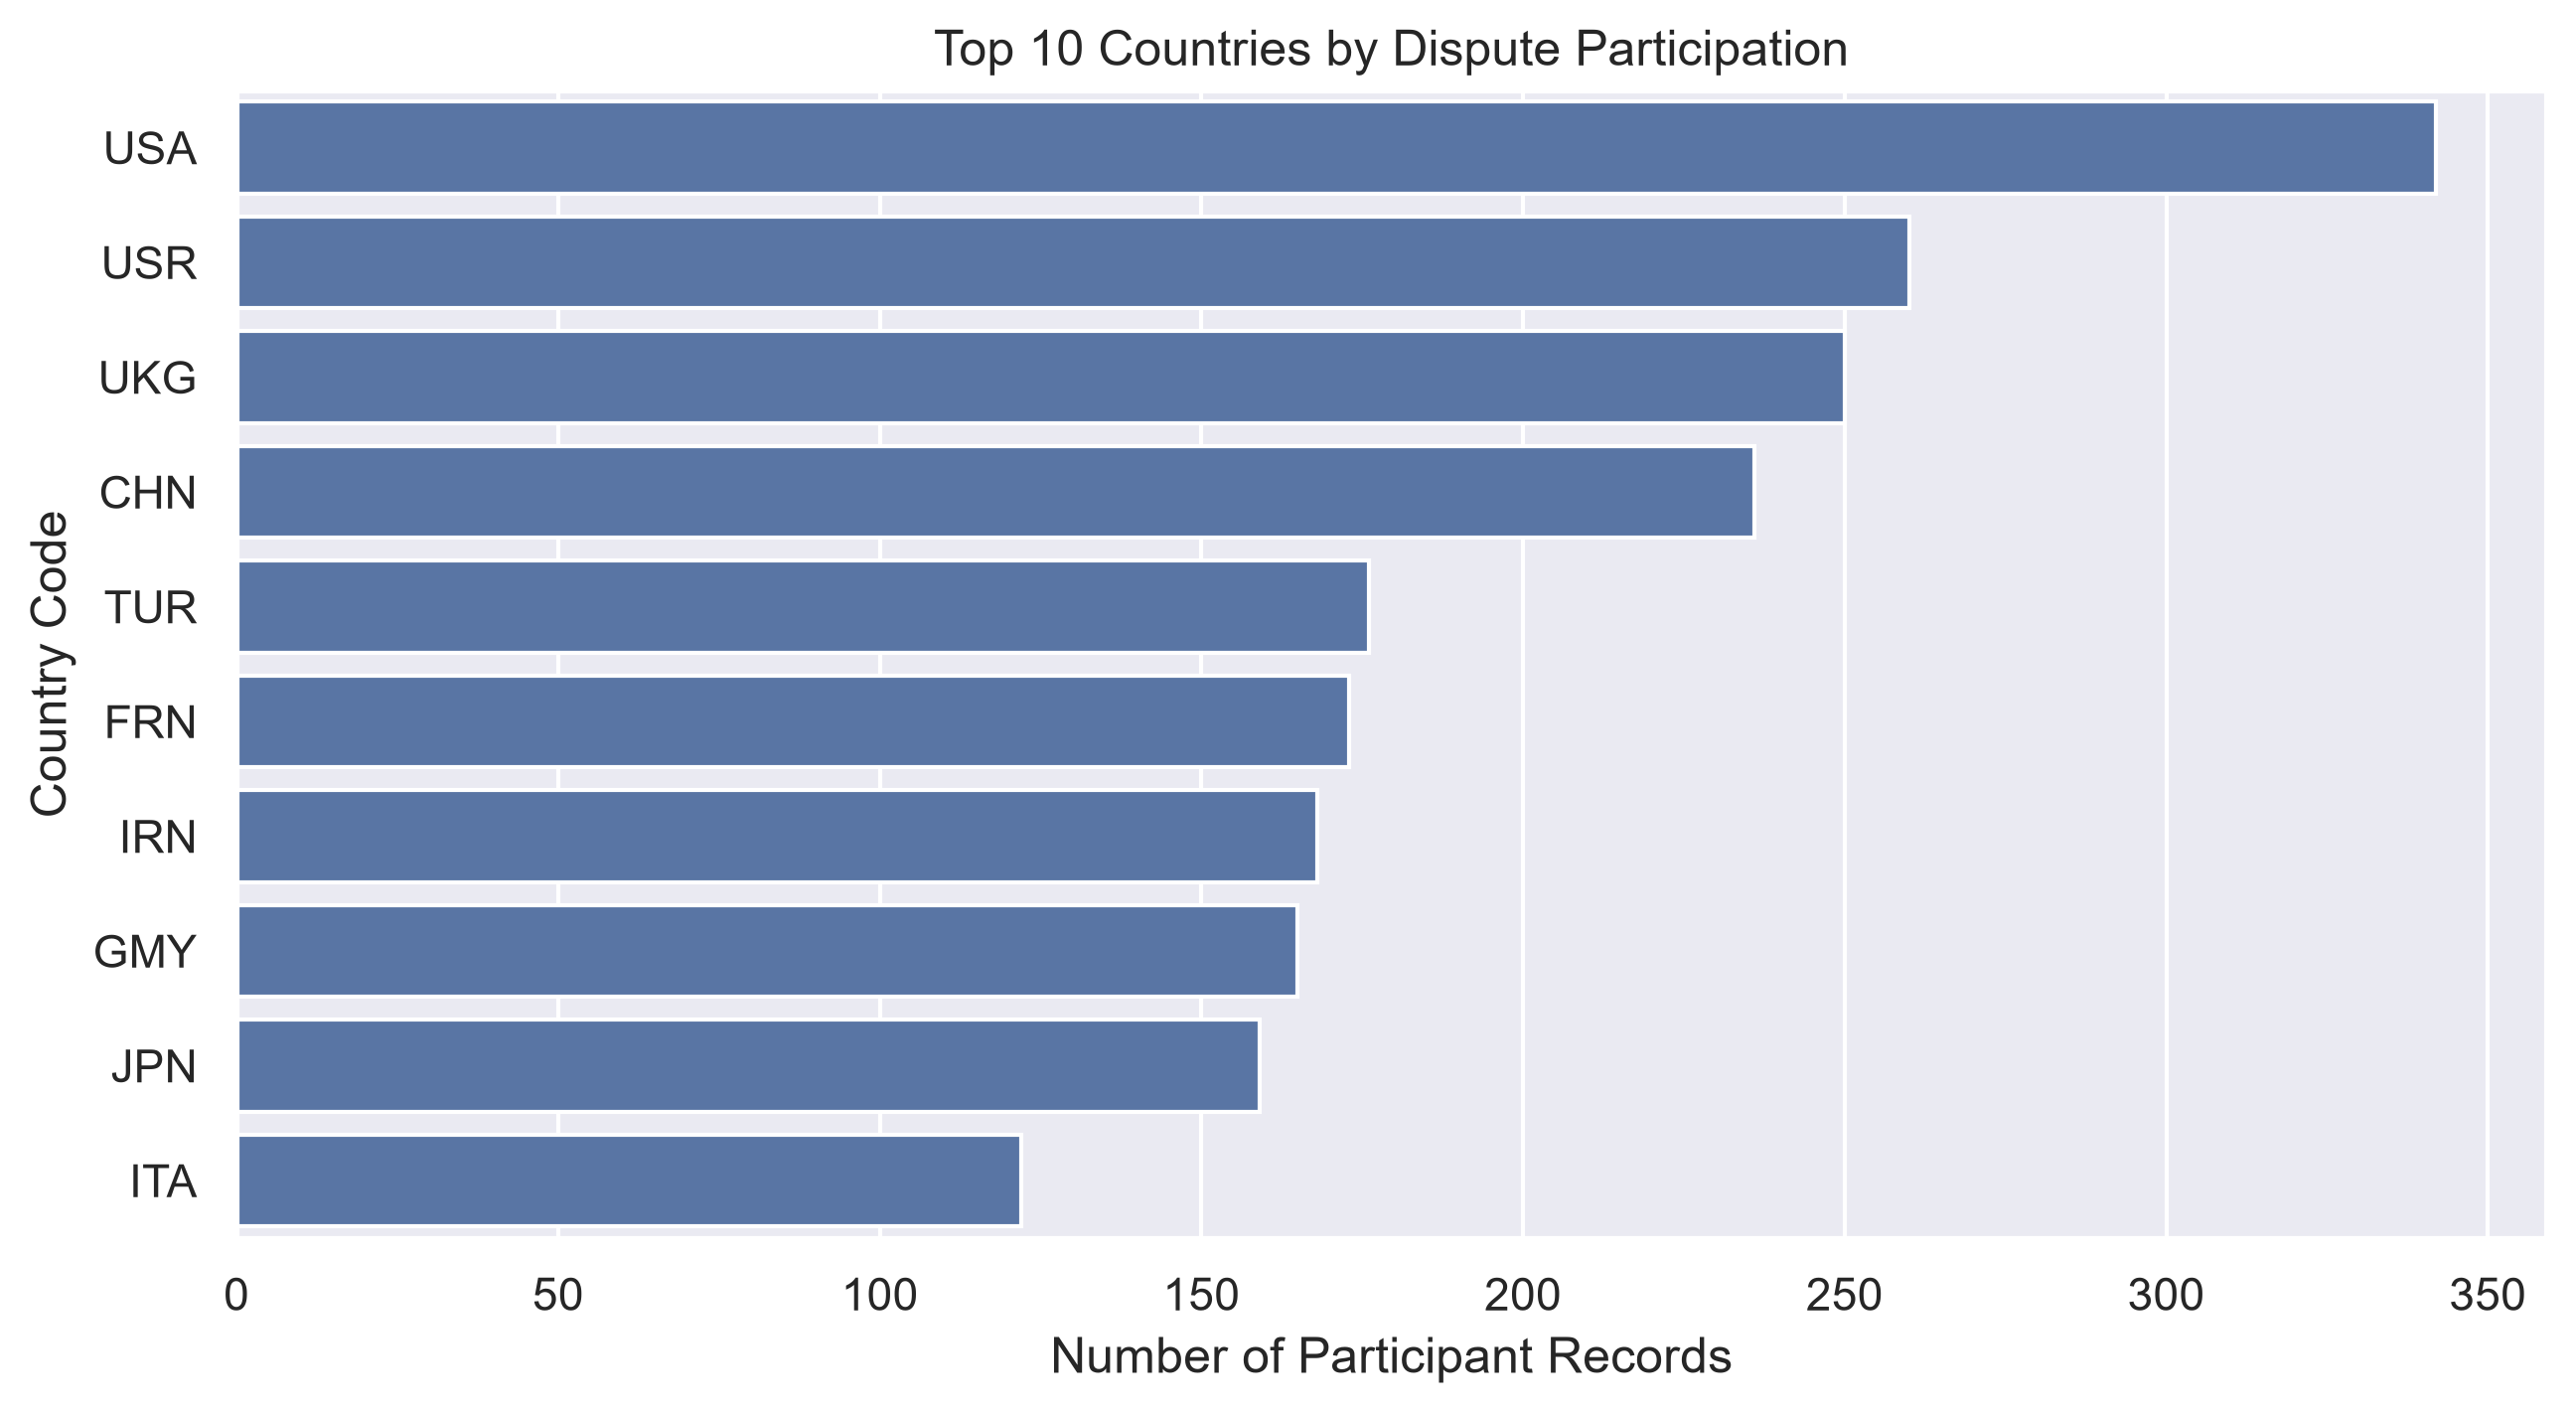 Top 10 Countries by Dispute Participation
Country Code
USA
USR
UKG
CHN
TUR
FRN
IRN
GMY
JPN
ITA
0 50 100 150 200 250 300 350
Number of Participant Records